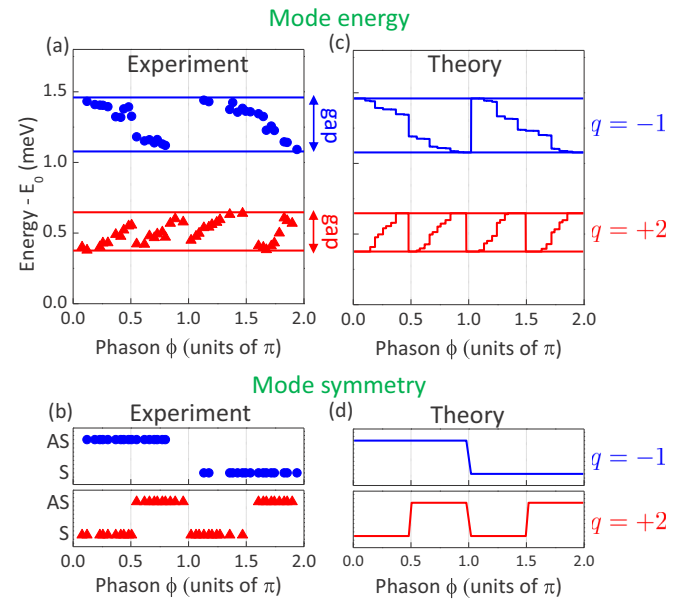 Mode energy
(a)
Experiment
(c)
Theory
Energy - E₀ (meV)
1.5
1.0
0.5
0.0
gap
gap
q = −1
q = +2
0.0 0.5 1.0 1.5 2.0
0.0 0.5 1.0 1.5 2.0
Phason ϕ (units of π)
Phason ϕ (units of π)
Mode symmetry
(b)
Experiment
(d)
Theory
AS
S
AS
S
q = −1
q = +2
0.0 0.5 1.0 1.5 2.0
0.0 0.5 1.0 1.5 2.0
Phason ϕ (units of π)
Phason ϕ (units of π)